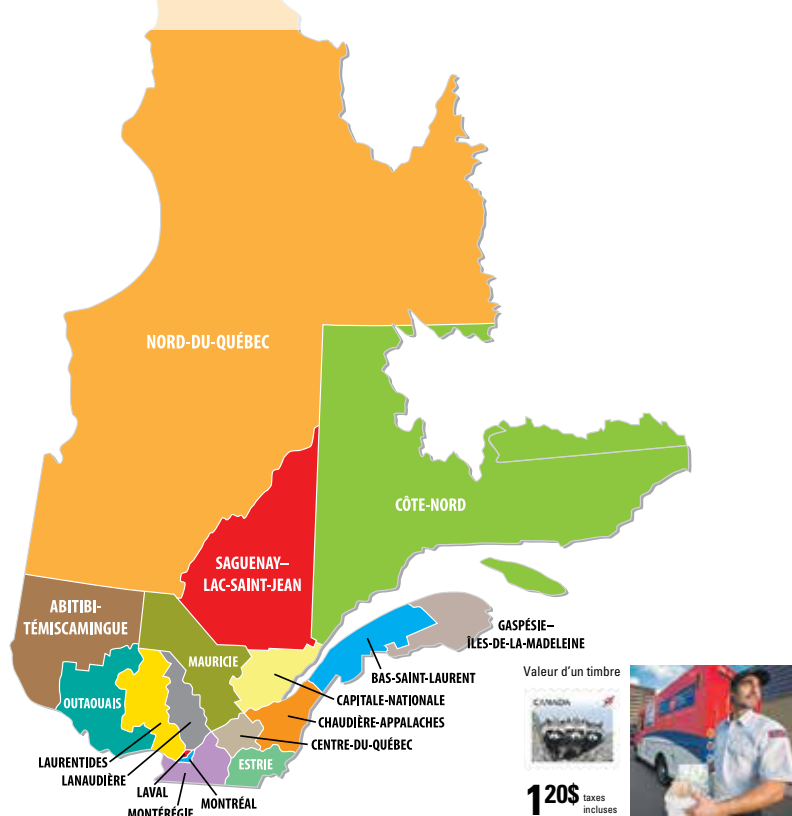 NORD-DU-QUÉBEC
CÔTE-NORD
SAGUENAY–
LAC-SAINT-JEAN
ABITIBI-
TÉMISCAMINGUE
MAURICIE
OUTAOUAIS
GASPÉSIE–
ÎLES-DE-LA-MADELEINE
BAS-SAINT-LAURENT
CAPITALE-NATIONALE
CHAUDIÈRE-APPALACHES
CENTRE-DU-QUÉBEC
ESTRIE
LAURENTIDES
LANAUDIÈRE
LAVAL
MONTRÉAL
MONTÉRÉGIE
Valeur d'un timbre
CANADA
1 20$ taxes
incluses